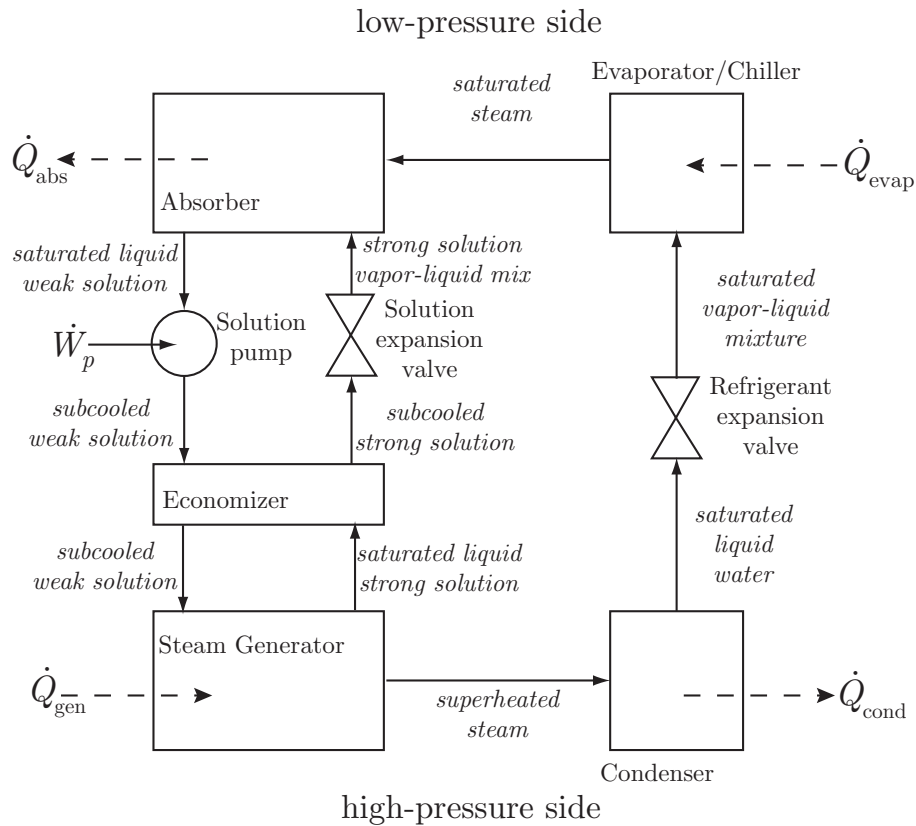 low-pressure side
Evaporator/Chiller
saturated
steam
Q̇abs
Q̇evap
Absorber
saturated liquid
weak solution
strong solution
vapor-liquid mix
saturated
vapor-liquid
mixture
Ẇp
Solution
pump
Solution
expansion
valve
subcooled
weak solution
subcooled
strong solution
Refrigerant
expansion
valve
Economizer
subcooled
weak solution
saturated liquid
strong solution
saturated
liquid
water
Steam Generator
Q̇gen
superheated
steam
Q̇cond
Condenser
high-pressure side